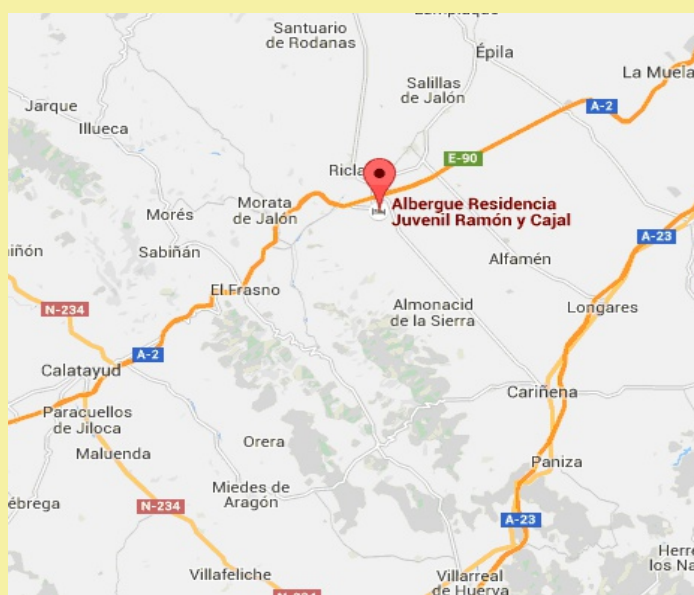 Santuario
de Rodanas
Épila
La Muela
Salillas
de Jalón
Jarque
A-2
Illueca
E-90
Ricla
Albergue Residencia
Juvenil Ramón y Cajal
Morata
de Jalón
Morés
A-23
Sabiñán
Alfamén
El Frasno
Almonacid
de la Sierra
Longares
N-234
A-2
Calatayud
Cariñena
Paracuellos
de Jiloca
Orera
Maluenda
Paniza
Miedes de
Aragón
N-234
A-23
Villafeliche
Villarreal
de Huerva
N-234